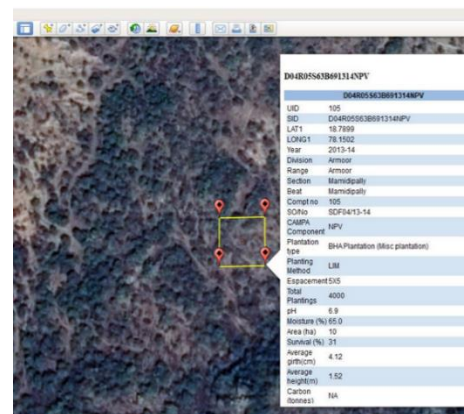 D04R05S63B691314NPV
D04R05S63B691314NPV
UID 105
SID D04R05S63B691314NPV
LAT1 18.7899
LONG1 78.1502
Year 2013-14
Division Armoor
Range Armoor
Section Mamidipally
Beat Mamidipally
Compt no 105
SO/No SDF04/13-14
CAMPA
Component NPV
Plantation
type BHA Plantation (Misc plantation)
Planting
Method LIM
Espacement 5X5
Total
Plantings 4000
pH 6.9
Moisture (%) 65.0
Area (ha) 10
Survival (%) 31
Average
girth(cm) 4.12
Average
height(m) 1.52
Carbon
(tonnes) NA